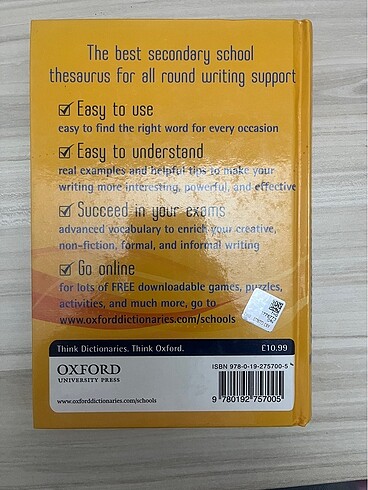 The best secondary school
thesaurus for all round writing support
Easy to use
easy to find the right word for every occasion
Easy to understand
real examples and helpful tips to make your
writing more interesting, powerful, and effective
Succeed in your exams
advanced vocabulary to enrich your creative,
non-fiction, formal, and informal writing
Go online
for lots of FREE downloadable games, puzzles,
activities, and much more, go to
www.oxforddictionaries.com/schools
Think Dictionaries. Think Oxford.
£10.99
OXFORD
UNIVERSITY PRESS
www.oxforddictionaries.com/schools
ISBN 978-0-19-275700-5
9 780192 757005